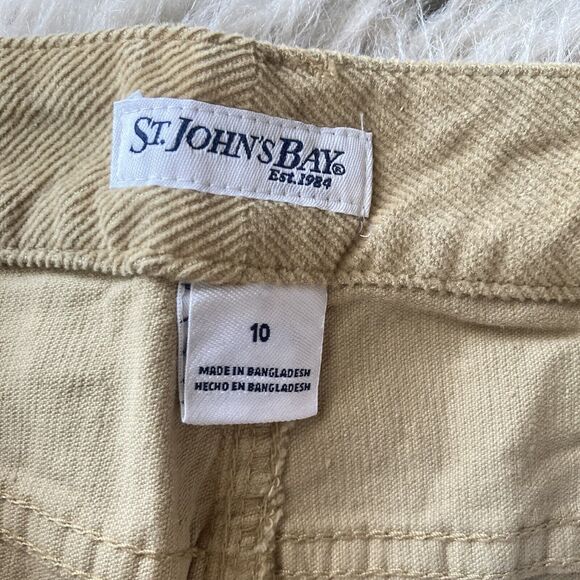 ST. JOHN'S BAY®
EST. 1984
10
MADE IN BANGLADESH
HECHO EN BANGLADESH